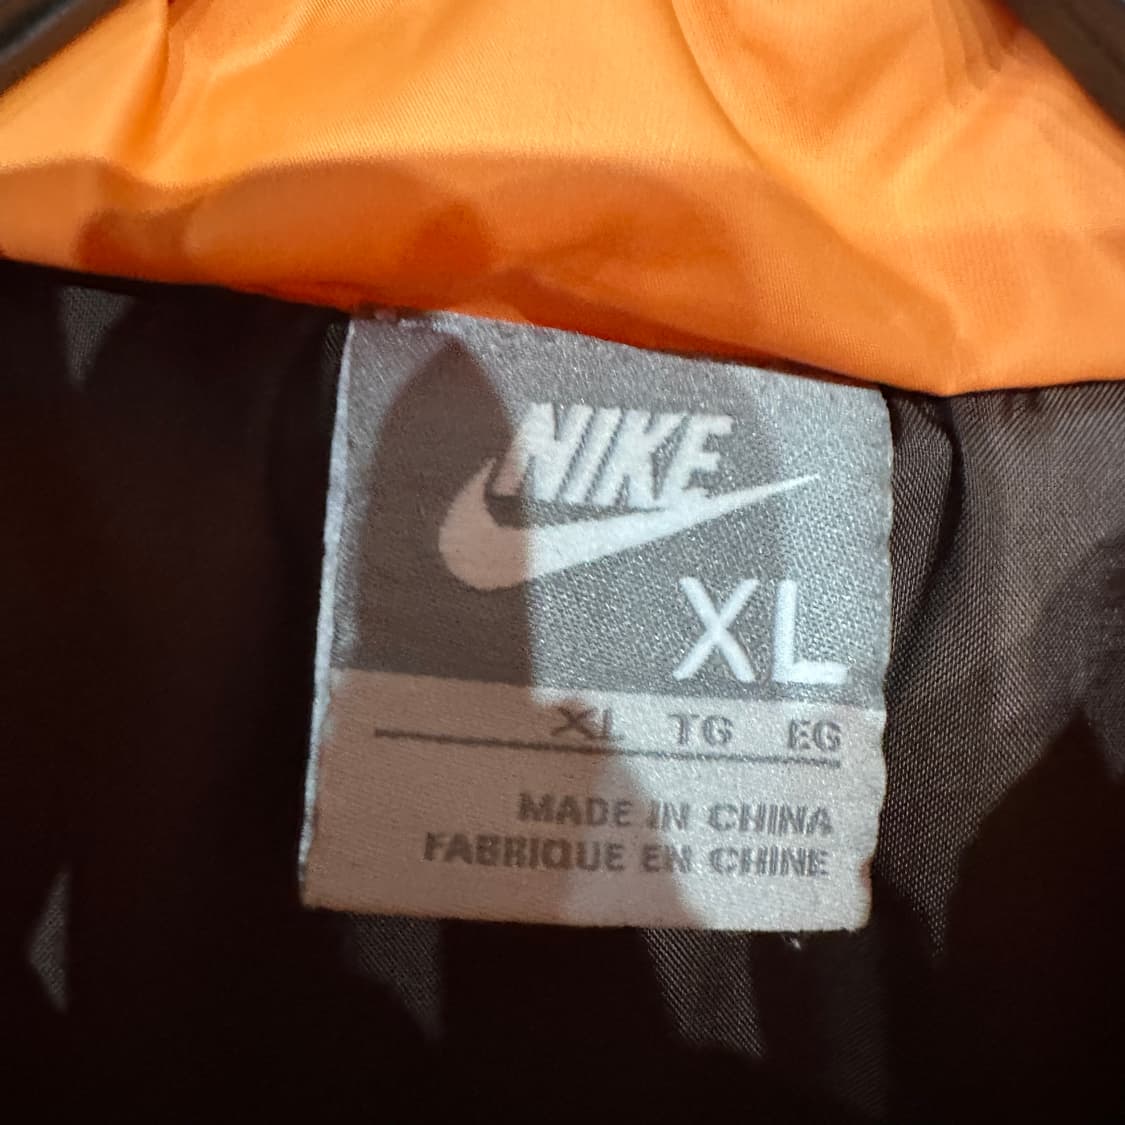 NIKE
XL
XL TG EG
MADE IN CHINA
FABRIQUE EN CHINE